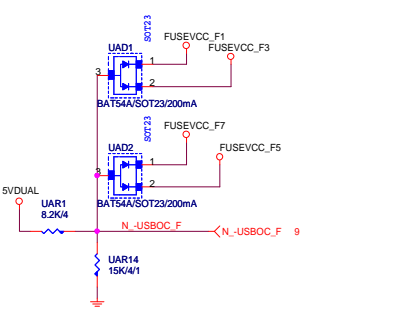 SOT23
UAD1
FUSEVCC_F1
FUSEVCC_F3
1
3
2
BAT54A/SOT23/200mA
SOT23
UAD2
FUSEVCC_F7
FUSEVCC_F5
1
3
2
BAT54A/SOT23/200mA
5VDUAL
UAR1
8.2K/4
N_-USBOC_F
N_-USBOC_F 9
UAR14
15K/4/1